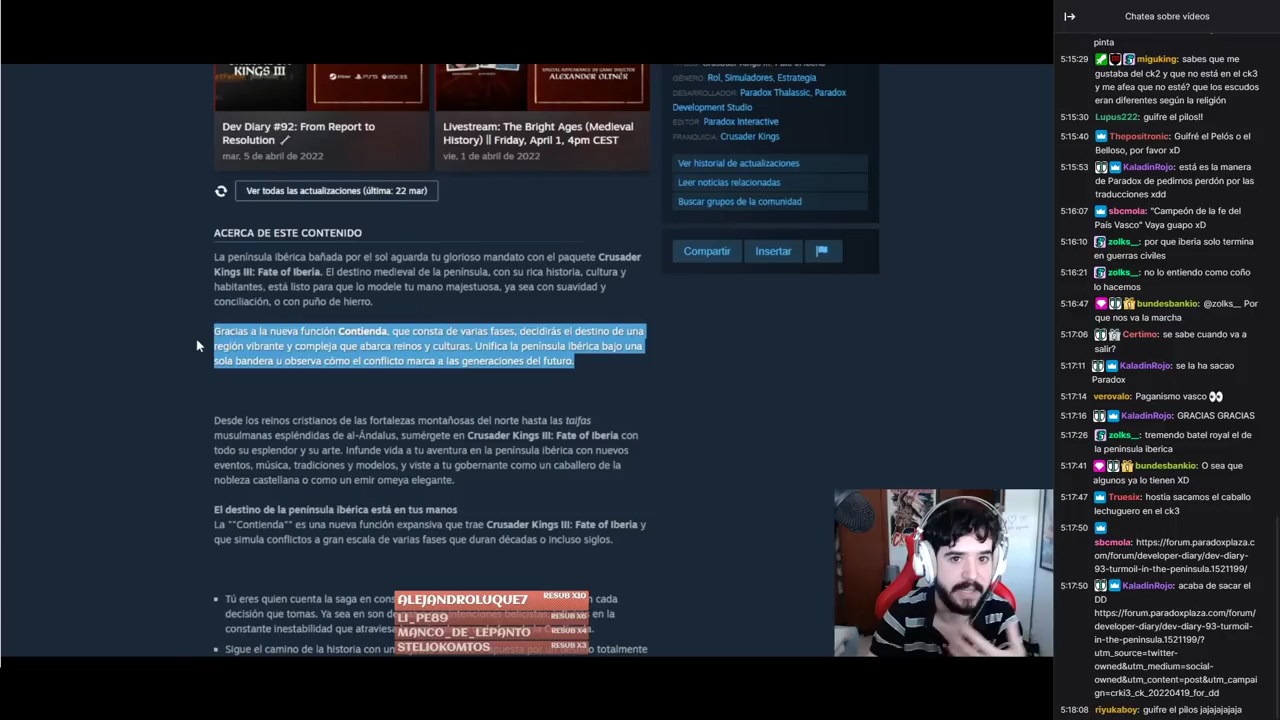 KINGS III
STEAM PS5 XBOX X|S
SPECIAL APPEARANCE BY GAME DIRECTOR
ALEXANDER OLTNÉR
Dev Diary #92: From Report to
Resolution
mar, 5 de abril de 2022
Livestream: The Bright Ages (Medieval
History) || Friday, April 1, 4pm CEST
vie, 1 de abril de 2022
Ver todas las actualizaciones (última: 22 mar)
ACERCA DE ESTE CONTENIDO
La península ibérica bañada por el sol aguarda tu glorioso mandato con el paquete Crusader
Kings III: Fate of Iberia. El destino medieval de la península, con su rica historia, cultura y
habitantes, está listo para que lo modele tu mano majestuosa, ya sea con suavidad y
conciliación, o con puño de hierro.
Gracias a la nueva función Contienda, que consta de varias fases, decidirás el destino de una
región vibrante y compleja que abarca reinos y culturas. Unifica la península ibérica bajo una
sola bandera u observa cómo el conflicto marca a las generaciones del futuro.
Desde los reinos cristianos de las fortalezas montañosas del norte hasta las taifas
musulmanas espléndidas de al-Ándalus, sumérgete en Crusader Kings III: Fate of Iberia con
todo su esplendor y su arte. Infunde vida a tu aventura en la península ibérica con nuevos
eventos, música, tradiciones y modelos, y viste a tu gobernante como un caballero de la
nobleza castellana o como un emir omeya elegante.
El destino de la península ibérica está en tus manos
La ""Contienda"" es una nueva función expansiva que trae Crusader Kings III: Fate of Iberia y
que simula conflictos a gran escala de varias fases que duran décadas o incluso siglos.
Tú eres quien cuenta la saga en cada
decisión que tomas. Ya sea en son de en la
constante inestabilidad que
Sigue el camino de la historia con un totalmente
ALEJANDROLUQUE7 RESUB X10
LI_PE89 RESUB X6
MANCO_DE_LEPANTO RESUB X4
STELIOKOMTOS RESUB X3
Crusader Kings III: Fate of Iberia
GÉNERO: Rol, Simuladores, Estrategia
DESARROLLADOR: Paradox Thalassic, Paradox
Development Studio
EDITOR: Paradox Interactive
FRANQUICIA: Crusader Kings
Ver historial de actualizaciones
Leer noticias relacionadas
Buscar grupos de la comunidad
Compartir
Insertar
Chatea sobre vídeos
pinta
5:15:29 miguking: sabes que me
gustaba del ck2 y que no está en el ck3
y me afea que no esté? que los escudos
eran diferentes según la religión
5:15:30 Lupus222: guifre el pilos!!
5:15:40 Thepositronic: Guifré el Pelós o el
Belloso, por favor xD
5:15:53 KaladinRojo: está es la manera
de Paradox de pedirnos perdón por las
traducciones xdd
5:16:07 sbcmola: "Campeón de la fe del
País Vasco" Vaya guapo xD
5:16:10 zolks__: por que iberia solo termina
en guerras civiles
5:16:21 zolks__: no lo entiendo como coño
lo hacemos
5:16:47 bundesbankio: @zolks__ Por
que nos va la marcha
5:17:06 Certimo: se sabe cuando va a
salir?
5:17:11 KaladinRojo: se la ha sacao
Paradox
5:17:14 verovalo: Paganismo vasco
5:17:16 KaladinRojo: GRACIAS GRACIAS
5:17:26 zolks__: tremendo batel royal el de
la peninsula iberica
5:17:41 bundesbankio: O sea que
algunos ya lo tienen XD
5:17:47 Truesix: hostia sacamos el caballo
lechuguero en el ck3
5:17:50
sbcmola: https://forum.paradoxplaza.c
om/forum/developer-diary/dev-diary-
93-turmoil-in-the-peninsula.1521199/
5:17:50 KaladinRojo: acaba de sacar el
DD
https://forum.paradoxplaza.com/forum/
developer-diary/dev-diary-93-turmoil-
in-the-peninsula.1521199/?
utm_source=twitter-
owned&utm_medium=social-
owned&utm_content=post&utm_campai
gn=crki3_ck_20220419_for_dd
5:18:08 riyukaboy: guifre el pilos jajajajajaja